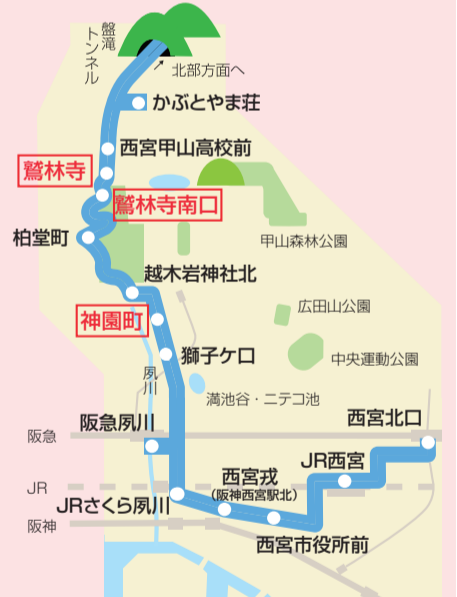 盤滝
トンネル
北部方面へ
かぶとやま荘
西宮甲山高校前
鷲林寺
鷲林寺南口
柏堂町
甲山森林公園
越木岩神社北
神園町
広田山公園
獅子ケ口
中央運動公園
夙川
満池谷・ニテコ池
阪急夙川
西宮北口
阪急
JR西宮
西宮戎
(阪神西宮駅北)
JR
JRさくら夙川
阪神
西宮市役所前